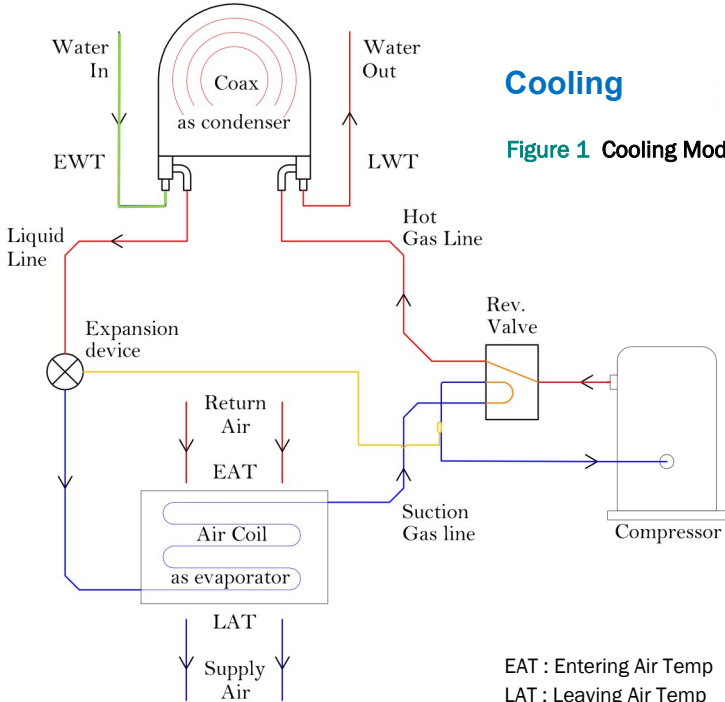 Water
In
Water
Out
Coax
as condenser
EWT
LWT
Cooling
Figure 1 Cooling Mod
Liquid
Line
Hot
Gas Line
Rev.
Valve
Expansion
device
Return
Air
EAT
Air Coil
as evaporator
Suction
Gas line
Compressor
LAT
Supply
Air
EAT : Entering Air Temp
LAT : Leaving Air Temp